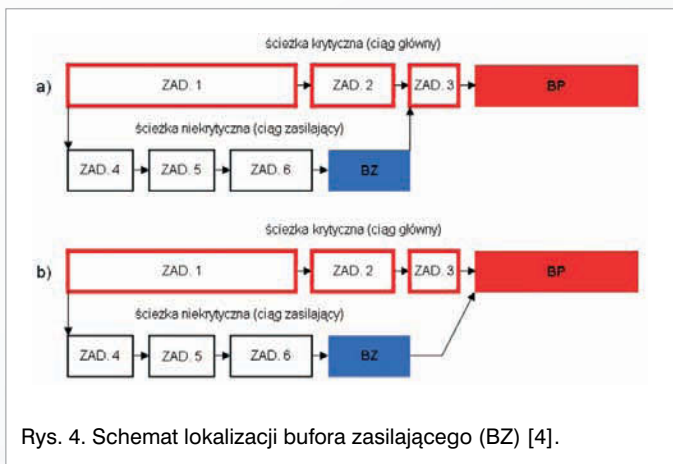 ścieżka krytyczna (ciąg główny)
a) ZAD. 1 ZAD. 2 ZAD. 3 BP
ścieżka niekrytyczna (ciąg zasilający)
ZAD. 4 ZAD. 5 ZAD. 6 BZ
ścieżka krytyczna (ciąg główny)
b) ZAD. 1 ZAD. 2 ZAD. 3 BP
ścieżka niekrytyczna (ciąg zasilający)
ZAD. 4 ZAD. 5 ZAD. 6 BZ
Rys. 4. Schemat lokalizacji bufora zasilającego (BZ) [4].